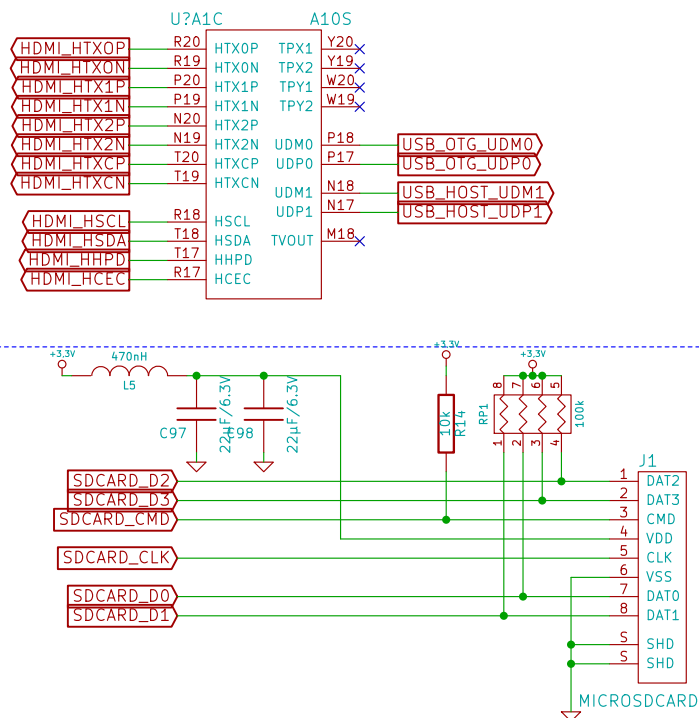 U?A1C A10S
HDMI_HTX0P R20 HTX0P TPX1 Y20
HDMI_HTX0N R19 HTX0N TPX2 Y19
HDMI_HTX1P P20 HTX1P TPY1 W20
HDMI_HTX1N P19 HTX1N TPY2 W19
HDMI_HTX2P N20 HTX2P
HDMI_HTX2N N19 HTX2N UDM0 P18 USB_OTG_UDM0
HDMI_HTXCP T20 HTXCP UDP0 P17 USB_OTG_UDP0
HDMI_HTXCN T19 HTXCN
UDM1 N18 USB_HOST_UDM1
UDP1 N17 USB_HOST_UDP1
HDMI_HSCL R18 HSCL
HDMI_HSDA T18 HSDA TVOUT M18
HDMI_HHPD T17 HHPD
HDMI_HCEC R17 HCEC
+3.3V 470nH +3.3V +3.3V
L5
8 7 6 5
C97 22µF/6.3V C98 22µF/6.3V 10k R14 RP1 100k
1 2 3 4
J1
SDCARD_D2 1 DAT2
SDCARD_D3 2 DAT3
SDCARD_CMD 3 CMD
4 VDD
SDCARD_CLK 5 CLK
6 VSS
SDCARD_D0 7 DAT0
SDCARD_D1 8 DAT1
S SHD
S SHD
MICROSDCARD